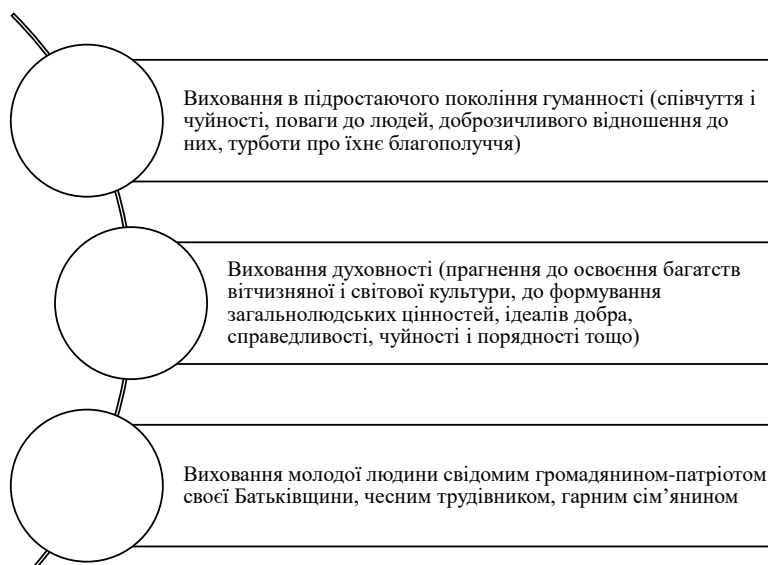 Виховання в підростаючого покоління гуманності (співчуття і
чуйності, поваги до людей, доброзичливого відношення до
них, турботи про їхнє благополуччя)
Виховання духовності (прагнення до освоєння багатств
вітчизняної і світової культури, до формування
загальнолюдських цінностей, ідеалів добра,
справедливості, чуйності і порядності тощо)
Виховання молодої людини свідомим громадянином-патріотом
своєї Батьківщини, чесним трудівником, гарним сім’янином